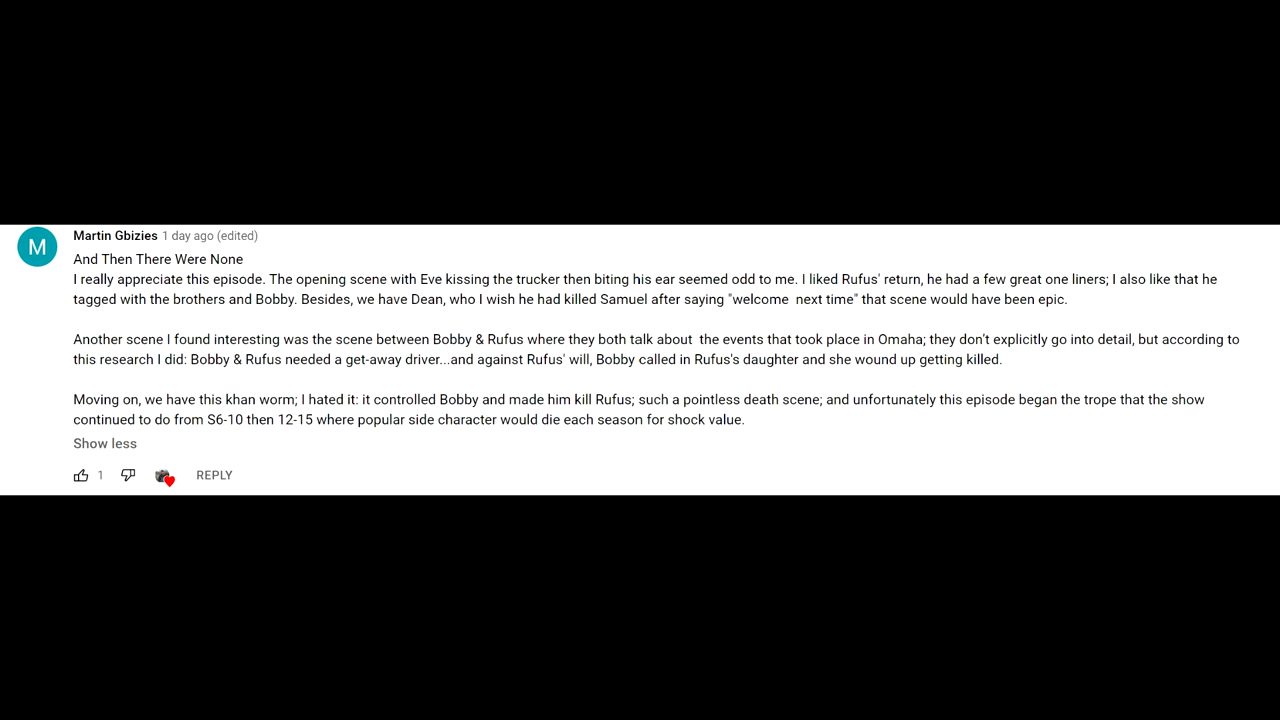 M
Martin Gbizies 1 day ago (edited)
And Then There Were None
I really appreciate this episode. The opening scene with Eve kissing the trucker then biting his ear seemed odd to me. I liked Rufus' return, he had a few great one liners; I also like that he
tagged with the brothers and Bobby. Besides, we have Dean, who I wish he had killed Samuel after saying "welcome  next time" that scene would have been epic.
Another scene I found interesting was the scene between Bobby & Rufus where they both talk about  the events that took place in Omaha; they don’t explicitly go into detail, but according to
this research I did: Bobby & Rufus needed a get-away driver...and against Rufus' will, Bobby called in Rufus's daughter and she wound up getting killed.
Moving on, we have this khan worm; I hated it: it controlled Bobby and made him kill Rufus; such a pointless death scene; and unfortunately this episode began the trope that the show
continued to do from S6-10 then 12-15 where popular side character would die each season for shock value.
Show less
1 REPLY